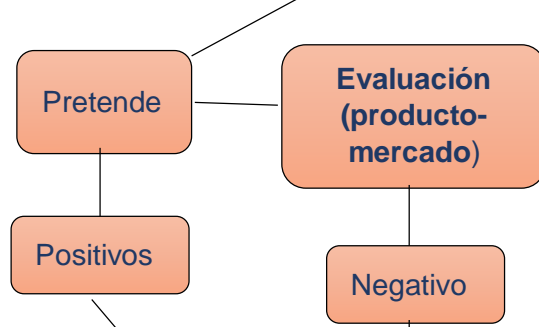 Pretende
Evaluación
(producto-
mercado)
Positivos
Negativo